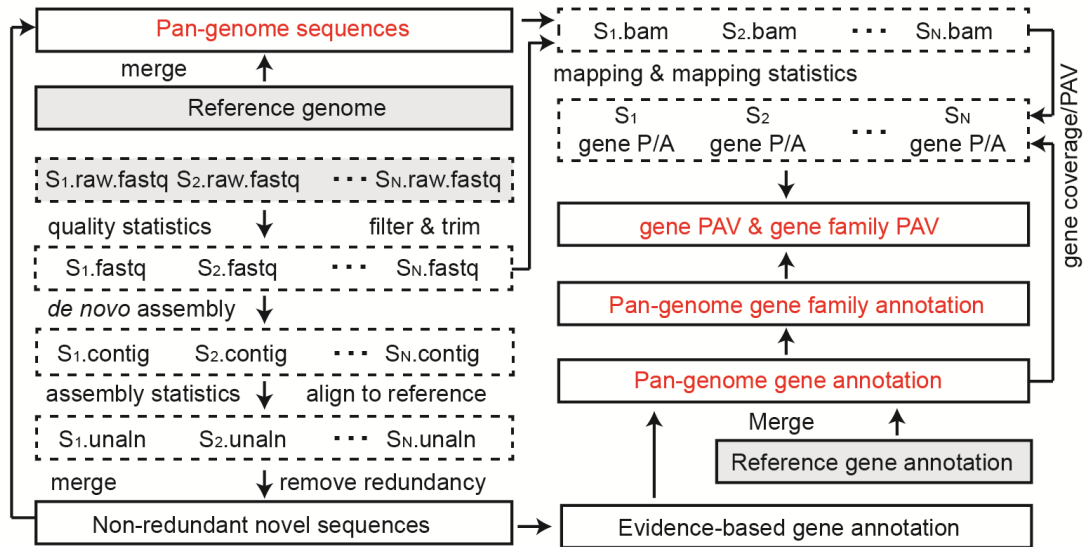 Pan-genome sequences
merge
Reference genome
S1.raw.fastq S2.raw.fastq ··· SN.raw.fastq
quality statistics filter & trim
S1.fastq S2.fastq ··· SN.fastq
de novo assembly
S1.contig S2.contig ··· SN.contig
assembly statistics align to reference
S1.unaln S2.unaln ··· SN.unaln
merge remove redundancy
Non-redundant novel sequences
S1.bam S2.bam ··· SN.bam
mapping & mapping statistics
S1 S2 ··· SN
gene P/A gene P/A gene P/A
gene coverage/PAV
gene PAV & gene family PAV
Pan-genome gene family annotation
Pan-genome gene annotation
Merge
Reference gene annotation
Evidence-based gene annotation